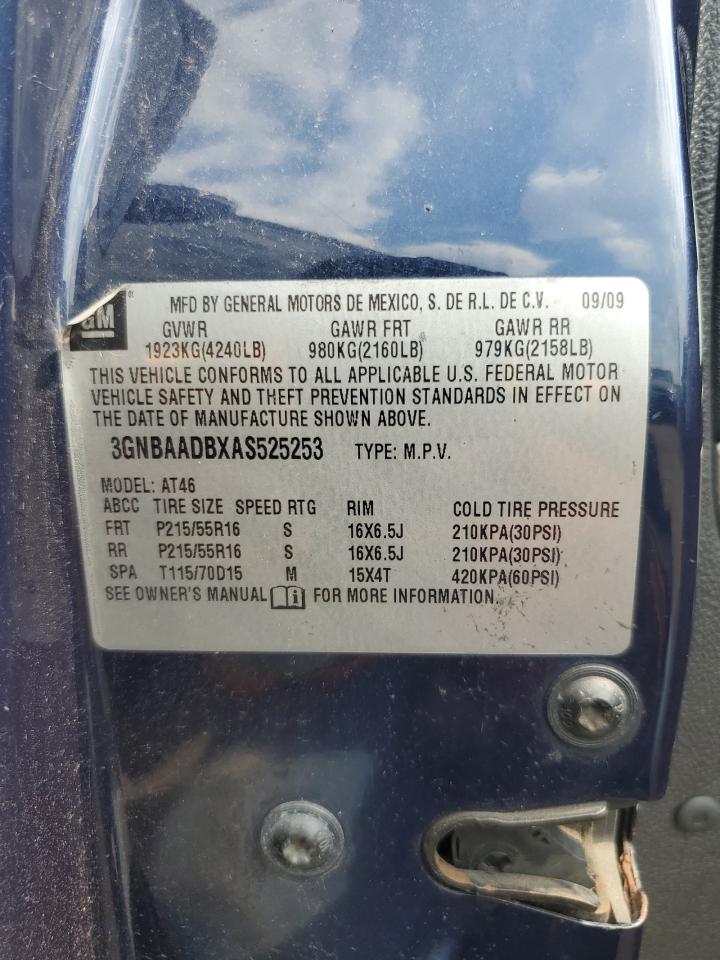 GM
MFD BY GENERAL MOTORS DE MEXICO, S. DE R.L. DE C.V. 09/09
GVWR GAWR FRT GAWR RR
1923KG(4240LB) 980KG(2160LB) 979KG(2158LB)
THIS VEHICLE CONFORMS TO ALL APPLICABLE U.S. FEDERAL MOTOR
VEHICLE SAFETY AND THEFT PREVENTION STANDARDS IN EFFECT ON
THE DATE OF MANUFACTURE SHOWN ABOVE.
3GNBAADBXAS525253 TYPE: M.P.V.
MODEL: AT46
ABCC TIRE SIZE SPEED RTG RIM COLD TIRE PRESSURE
FRT P215/55R16 S 16X6.5J 210KPA(30PSI)
RR P215/55R16 S 16X6.5J 210KPA(30PSI)
SPA T115/70D15 M 15X4T 420KPA(60PSI)
SEE OWNER'S MANUAL FOR MORE INFORMATION.